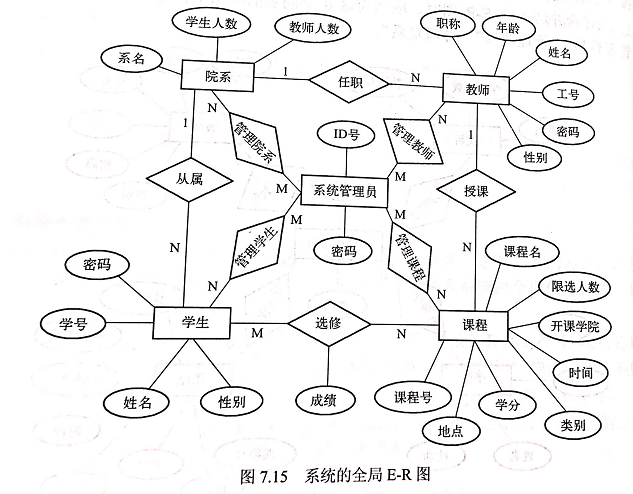 学生人数
教师人数
系名
院系
1
任职
N
教师
职称
年龄
姓名
工号
密码
性别
N
管理院系
M
ID号
系统管理员
密码
N
管理教师
M
1
授课
N
1
从属
N
M
管理学生
N
M
管理课程
N
密码
学号
学生
姓名
性别
M
选修
N
成绩
课程
课程名
限选人数
开课学院
时间
类别
学分
地点
课程号
图 7.15 系统的全局 E-R 图